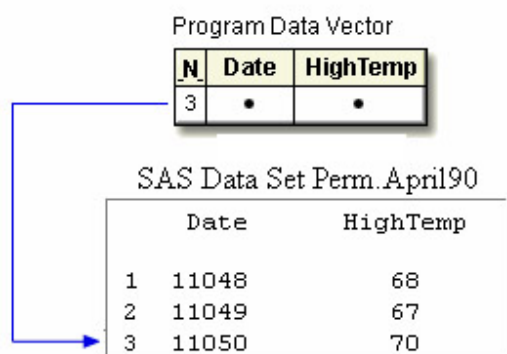 Program Data Vector
_N_ Date HighTemp
3 • •
SAS Data Set Perm.April90
Date HighTemp
1 11048 68
2 11049 67
3 11050 70